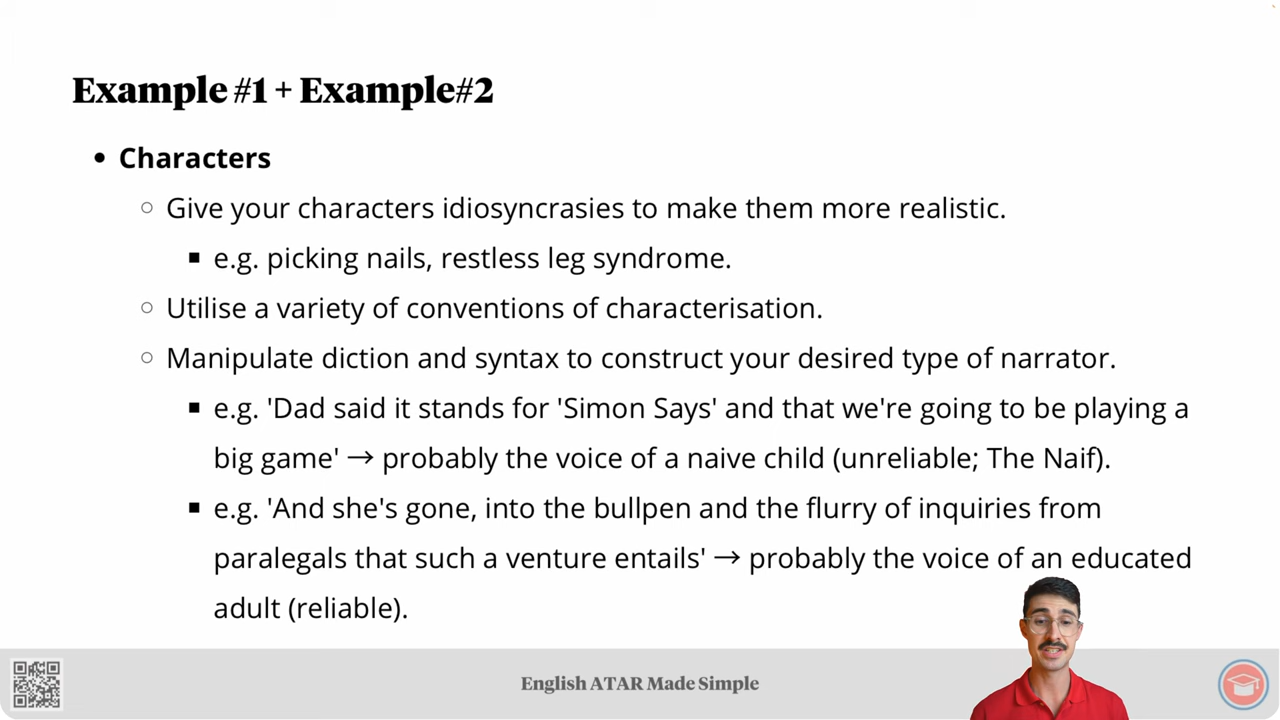 Example #1 + Example#2
• Characters
○ Give your characters idiosyncrasies to make them more realistic.
▪ e.g. picking nails, restless leg syndrome.
○ Utilise a variety of conventions of characterisation.
○ Manipulate diction and syntax to construct your desired type of narrator.
▪ e.g. 'Dad said it stands for 'Simon Says' and that we're going to be playing a
big game' → probably the voice of a naive child (unreliable; The Naif).
▪ e.g. 'And she's gone, into the bullpen and the flurry of inquiries from
paralegals that such a venture entails' → probably the voice of an educated
adult (reliable).
English ATAR Made Simple